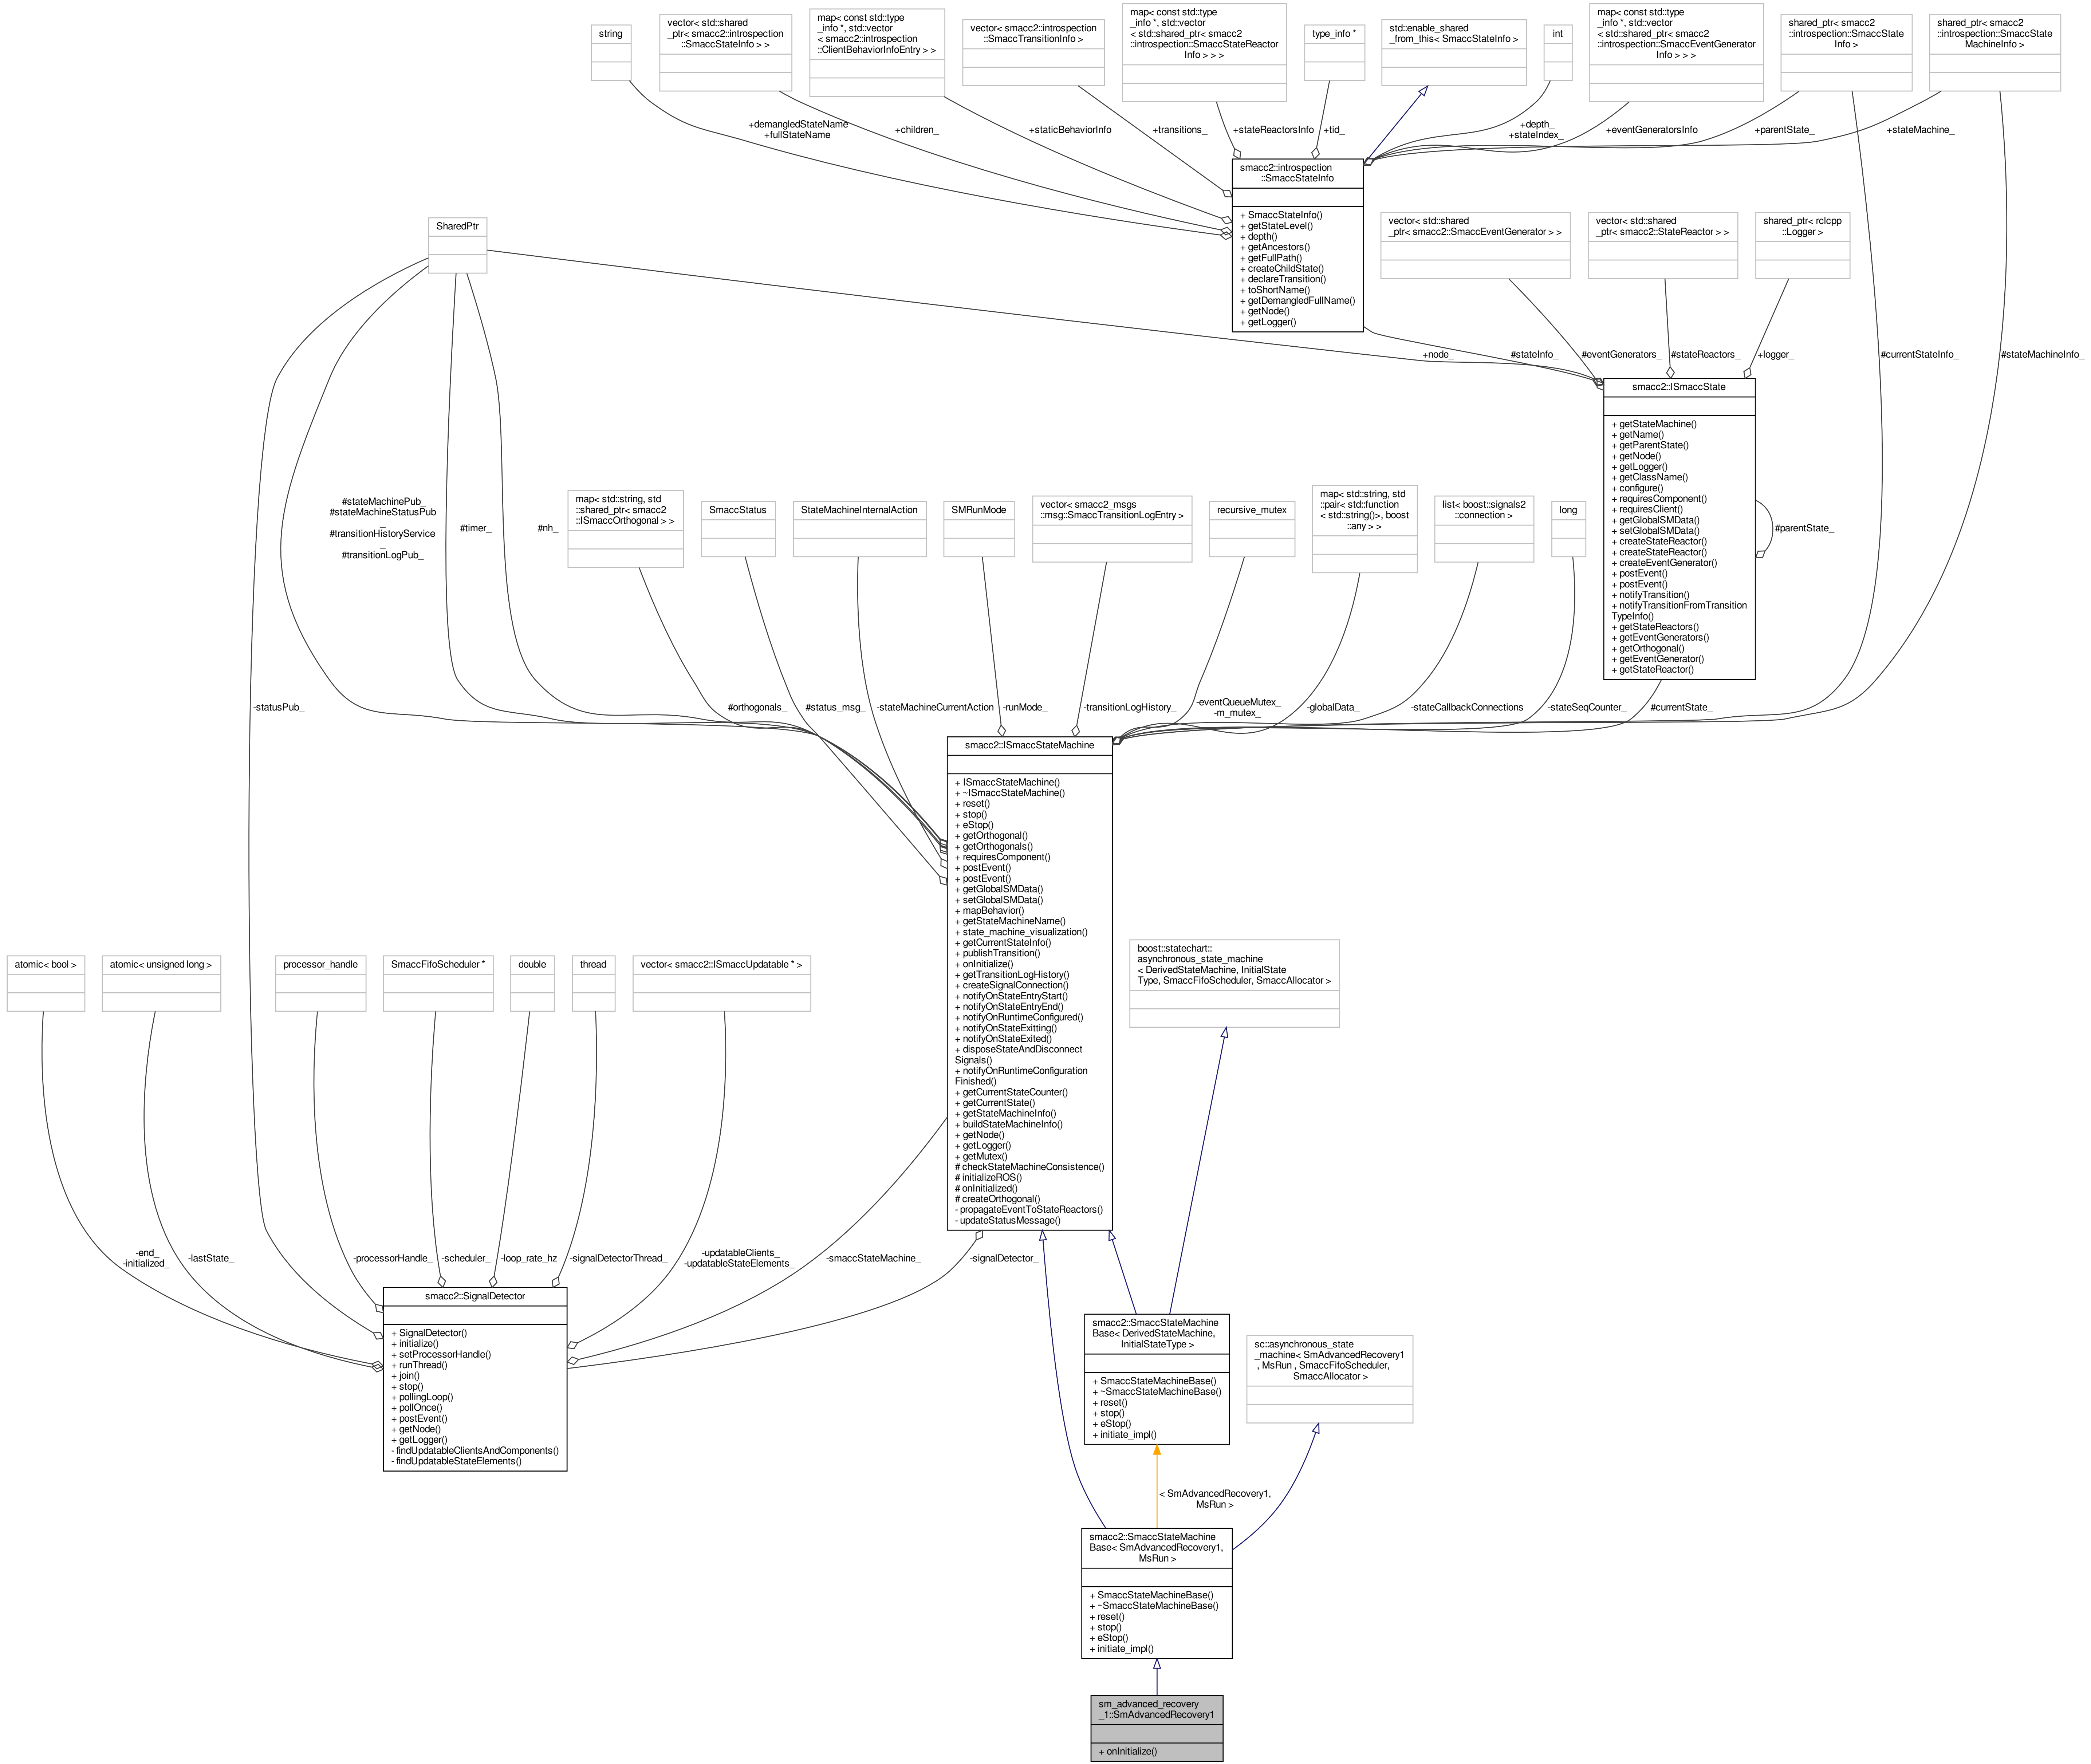 string
vector< std::shared
_ptr< smacc2::introspection
::SmaccStateInfo > >
map< const std::type
_info *, std::vector
< smacc2::introspection
::ClientBehaviorInfoEntry > >
vector< smacc2::introspection
::SmaccTransitionInfo >
map< const std::type
_info *, std::vector
< std::shared_ptr< smacc2
::introspection::SmaccStateReactor
Info > > >
type_info *
std::enable_shared
_from_this< SmaccStateInfo >
int
map< const std::type
_info *, std::vector
< std::shared_ptr< smacc2
::introspection::SmaccEventGenerator
Info > > >
shared_ptr< smacc2
::introspection::SmaccState
Info >
shared_ptr< smacc2
::introspection::SmaccState
MachineInfo >
+demangledStateName
+fullStateName
+children_
+staticBehaviorInfo
+transitions_
+stateReactorsInfo
+tid_
+depth_
+stateIndex_
+eventGeneratorsInfo
+parentState_
+stateMachine_
smacc2::introspection
::SmaccStateInfo
+ SmaccStateInfo()
+ getStateLevel()
+ depth()
+ getAncestors()
+ getFullPath()
+ createChildState()
+ declareTransition()
+ toShortName()
+ getDemangledFullName()
+ getNode()
+ getLogger()
SharedPtr
vector< std::shared
_ptr< smacc2::SmaccEventGenerator > >
vector< std::shared
_ptr< smacc2::StateReactor > >
shared_ptr< rclcpp
::Logger >
+node_
#stateInfo_
#eventGenerators_
#stateReactors_
+logger_
#currentStateInfo_
#stateMachineInfo_
smacc2::ISmaccState
+ getStateMachine()
+ getName()
+ getParentState()
+ getNode()
+ getLogger()
+ getClassName()
+ configure()
+ requiresComponent()
+ requiresClient()
+ getGlobalSMData()
+ setGlobalSMData()
+ createStateReactor()
+ createStateReactor()
+ createEventGenerator()
+ postEvent()
+ postEvent()
+ notifyTransition()
+ notifyTransitionFromTransition
TypeInfo()
+ getStateReactors()
+ getEventGenerators()
+ getOrthogonal()
+ getEventGenerator()
+ getStateReactor()
#parentState_
#stateMachinePub_
#stateMachineStatusPub
_
#transitionHistoryService
_
#transitionLogPub_
#timer_
#nh_
map< std::string, std
::shared_ptr< smacc2
::ISmaccOrthogonal > >
SmaccStatus
StateMachineInternalAction
SMRunMode
vector< smacc2_msgs
::msg::SmaccTransitionLogEntry >
recursive_mutex
map< std::string, std
::pair< std::function
< std::string()>, boost
::any > >
list< boost::signals2
::connection >
long
-statusPub_
#orthogonals_
#status_msg_
-stateMachineCurrentAction
-runMode_
-transitionLogHistory_
-eventQueueMutex_
-m_mutex_
-globalData_
-stateCallbackConnections
-stateSeqCounter_
#currentState_
smacc2::ISmaccStateMachine
+ ISmaccStateMachine()
+ ~ISmaccStateMachine()
+ reset()
+ stop()
+ eStop()
+ getOrthogonal()
+ getOrthogonals()
+ requiresComponent()
+ postEvent()
+ postEvent()
+ getGlobalSMData()
+ setGlobalSMData()
+ mapBehavior()
+ getStateMachineName()
+ state_machine_visualization()
+ getCurrentStateInfo()
+ publishTransition()
+ onInitialize()
+ getTransitionLogHistory()
+ createSignalConnection()
+ notifyOnStateEntryStart()
+ notifyOnStateEntryEnd()
+ notifyOnRuntimeConfigured()
+ notifyOnStateExitting()
+ notifyOnStateExited()
+ disposeStateAndDisconnect
Signals()
+ notifyOnRuntimeConfiguration
Finished()
+ getCurrentStateCounter()
+ getCurrentState()
+ getStateMachineInfo()
+ buildStateMachineInfo()
+ getNode()
+ getLogger()
+ getMutex()
# checkStateMachineConsistence()
# initializeROS()
# onInitialized()
# createOrthogonal()
- propagateEventToStateReactors()
- updateStatusMessage()
atomic< bool >
atomic< unsigned long >
processor_handle
SmaccFifoScheduler *
double
thread
vector< smacc2::ISmaccUpdatable * >
boost::statechart::
asynchronous_state_machine
< DerivedStateMachine, InitialState
Type, SmaccFifoScheduler, SmaccAllocator >
-end_
-initialized_
-lastState_
-processorHandle_
-scheduler_
-loop_rate_hz
-signalDetectorThread_
-updatableClients_
-updatableStateElements_
-smaccStateMachine_
-signalDetector_
smacc2::SignalDetector
+ SignalDetector()
+ initialize()
+ setProcessorHandle()
+ runThread()
+ join()
+ stop()
+ pollingLoop()
+ pollOnce()
+ postEvent()
+ getNode()
+ getLogger()
- findUpdatableClientsAndComponents()
- findUpdatableStateElements()
smacc2::SmaccStateMachine
Base< DerivedStateMachine,
InitialStateType >
+ SmaccStateMachineBase()
+ ~SmaccStateMachineBase()
+ reset()
+ stop()
+ eStop()
+ initiate_impl()
sc::asynchronous_state
_machine< SmAdvancedRecovery1
, MsRun , SmaccFifoScheduler,
SmaccAllocator >
< SmAdvancedRecovery1,
MsRun >
smacc2::SmaccStateMachine
Base< SmAdvancedRecovery1,
MsRun >
+ SmaccStateMachineBase()
+ ~SmaccStateMachineBase()
+ reset()
+ stop()
+ eStop()
+ initiate_impl()
sm_advanced_recovery
_1::SmAdvancedRecovery1
+ onInitialize()